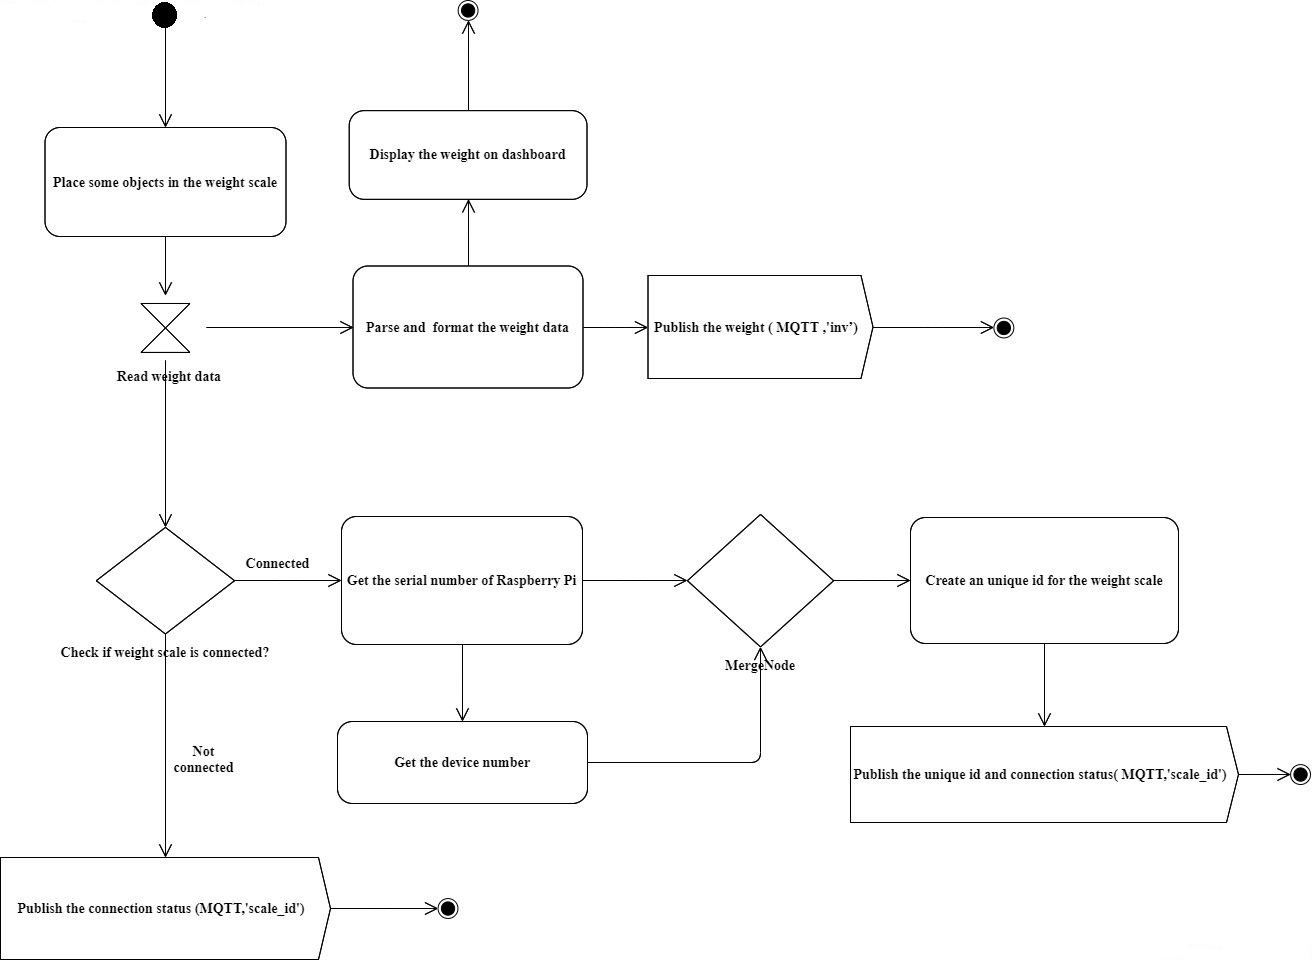 Display the weight on dashboard
Place some objects in the weight scale
Parse and  format the weight data
Publish the weight ( MQTT ,'inv’)
Read weight data
Connected
Get the serial number of Raspberry Pi
Create an unique id for the weight scale
Check if weight scale is connected?
MergeNode
Not
connected
Get the device number
Publish the unique id and connection status( MQTT,'scale_id')
Publish the connection status (MQTT,'scale_id')